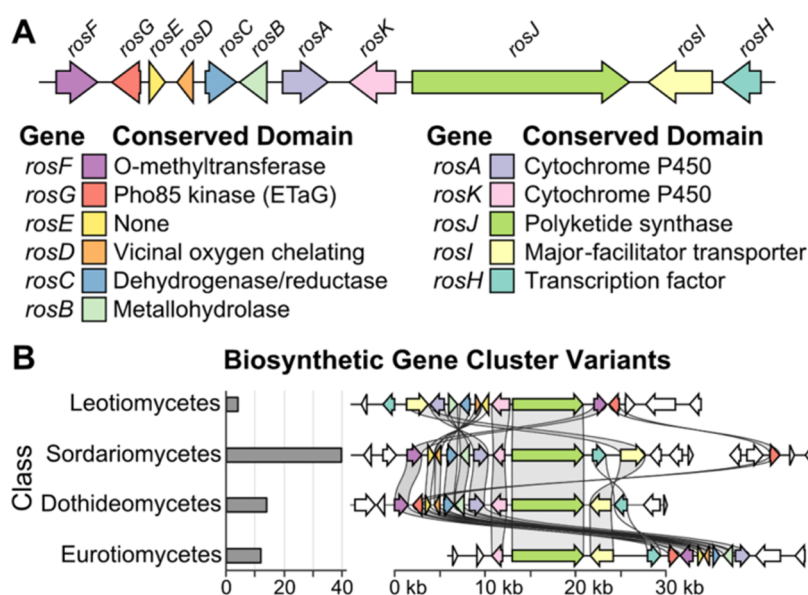 A
rosF rosG rosE rosD rosC rosB rosA rosK rosJ rosI rosH
Gene Conserved Domain
rosF O-methyltransferase
rosG Pho85 kinase (ETaG)
rosE None
rosD Vicinal oxygen chelating
rosC Dehydrogenase/reductase
rosB Metallohydrolase
Gene Conserved Domain
rosA Cytochrome P450
rosK Cytochrome P450
rosJ Polyketide synthase
rosI Major-facilitator transporter
rosH Transcription factor
B
Biosynthetic Gene Cluster Variants
Class
Leotiomycetes
Sordariomycetes
Dothideomycetes
Eurotiomycetes
0 20 40
0 kb 10 kb 20 kb 30 kb